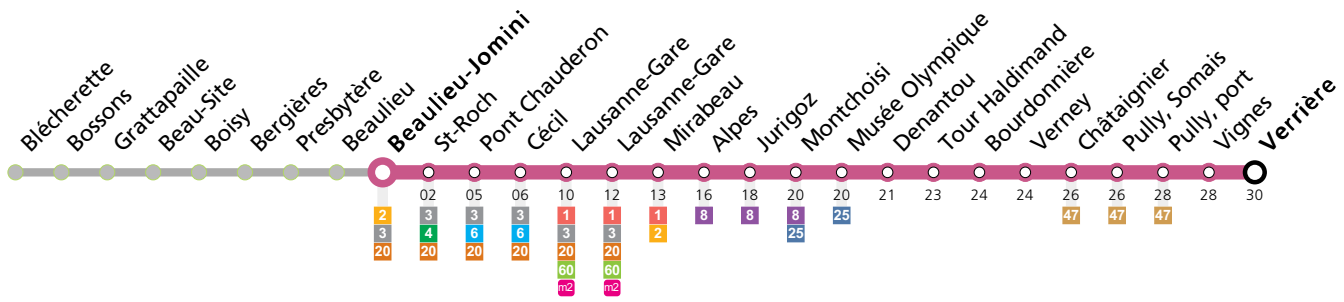 Blécherette
Bossons
Grattapaille
Beau-Site
Boisy
Bergières
Presbytère
Beaulieu
Beaulieu-Jomini
St-Roch
Pont Chauderon
Cécil
Lausanne-Gare
Lausanne-Gare
Mirabeau
Alpes
Jurigoz
Montchoisi
Musée Olympique
Denantou
Tour Haldimand
Bourdonnière
Verney
Châtaignier
Pully, Somais
Pully, port
Vignes
Verrière
02 05 06 10 12 13 16 18 20 20 21 23 24 24 26 26 28 28 30
2 3 3 3 1 1 1 8 8 8 25 47 47 47
3 4 6 6 3 3 2 25
20 20 20 20 20 20
60 60
m2 m2